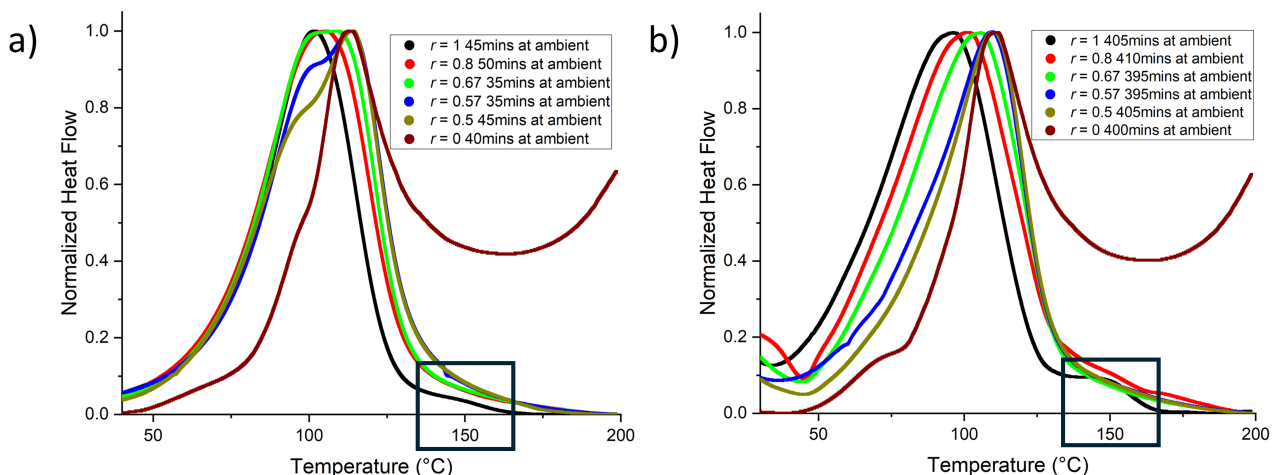 a)
Normalized Heat Flow
1.0
0.8
0.6
0.4
0.2
0.0
r = 1 45mins at ambient
r = 0.8 50mins at ambient
r = 0.67 35mins at ambient
r = 0.57 35mins at ambient
r = 0.5 45mins at ambient
r = 0 40mins at ambient
50 100 150 200
Temperature (°C)
b)
Normalized Heat Flow
1.0
0.8
0.6
0.4
0.2
0.0
r = 1 405mins at ambient
r = 0.8 410mins at ambient
r = 0.67 395mins at ambient
r = 0.57 395mins at ambient
r = 0.5 405mins at ambient
r = 0 400mins at ambient
50 100 150 200
Temperature (°C)